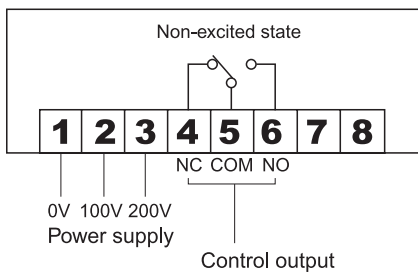 Non-excited state
1 2 3 4 5 6 7 8
NC COM NO
0V 100V 200V
Power supply
Control output